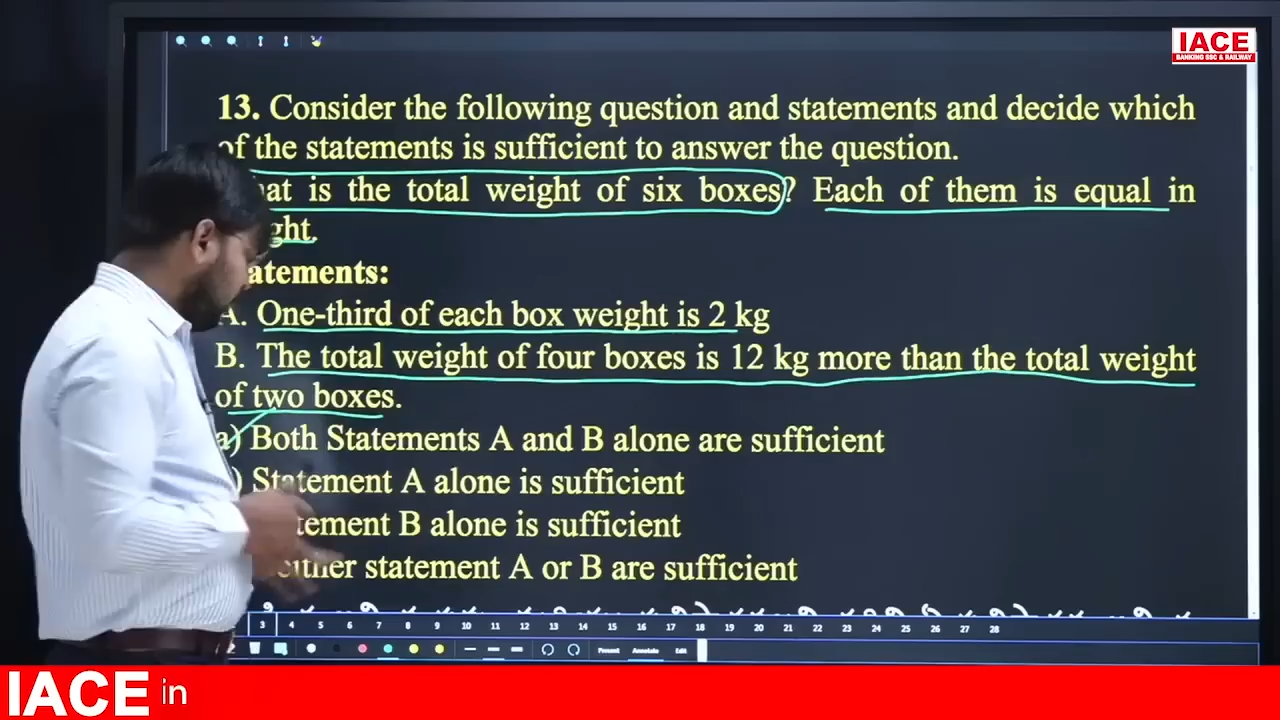 IACE
BANKING SSC & RAILWAY
13. Consider the following question and statements and decide which
of the statements is sufficient to answer the question.
is the total weight of six boxes? Each of them is equal in
A. One-third of each box weight is 2 kg
B. The total weight of four boxes is 12 kg more than the total weight
of two boxes.
a) Both Statements A and B alone are sufficient
) Statement A alone is sufficient
B alone is sufficient
statement A or B are sufficient
3 4 5 6 7 8 9 10 11 12 13 14 15 16 17 18 19 20 21 22 23 24 25 26 27 28
Present Annotate Edit
IACE in